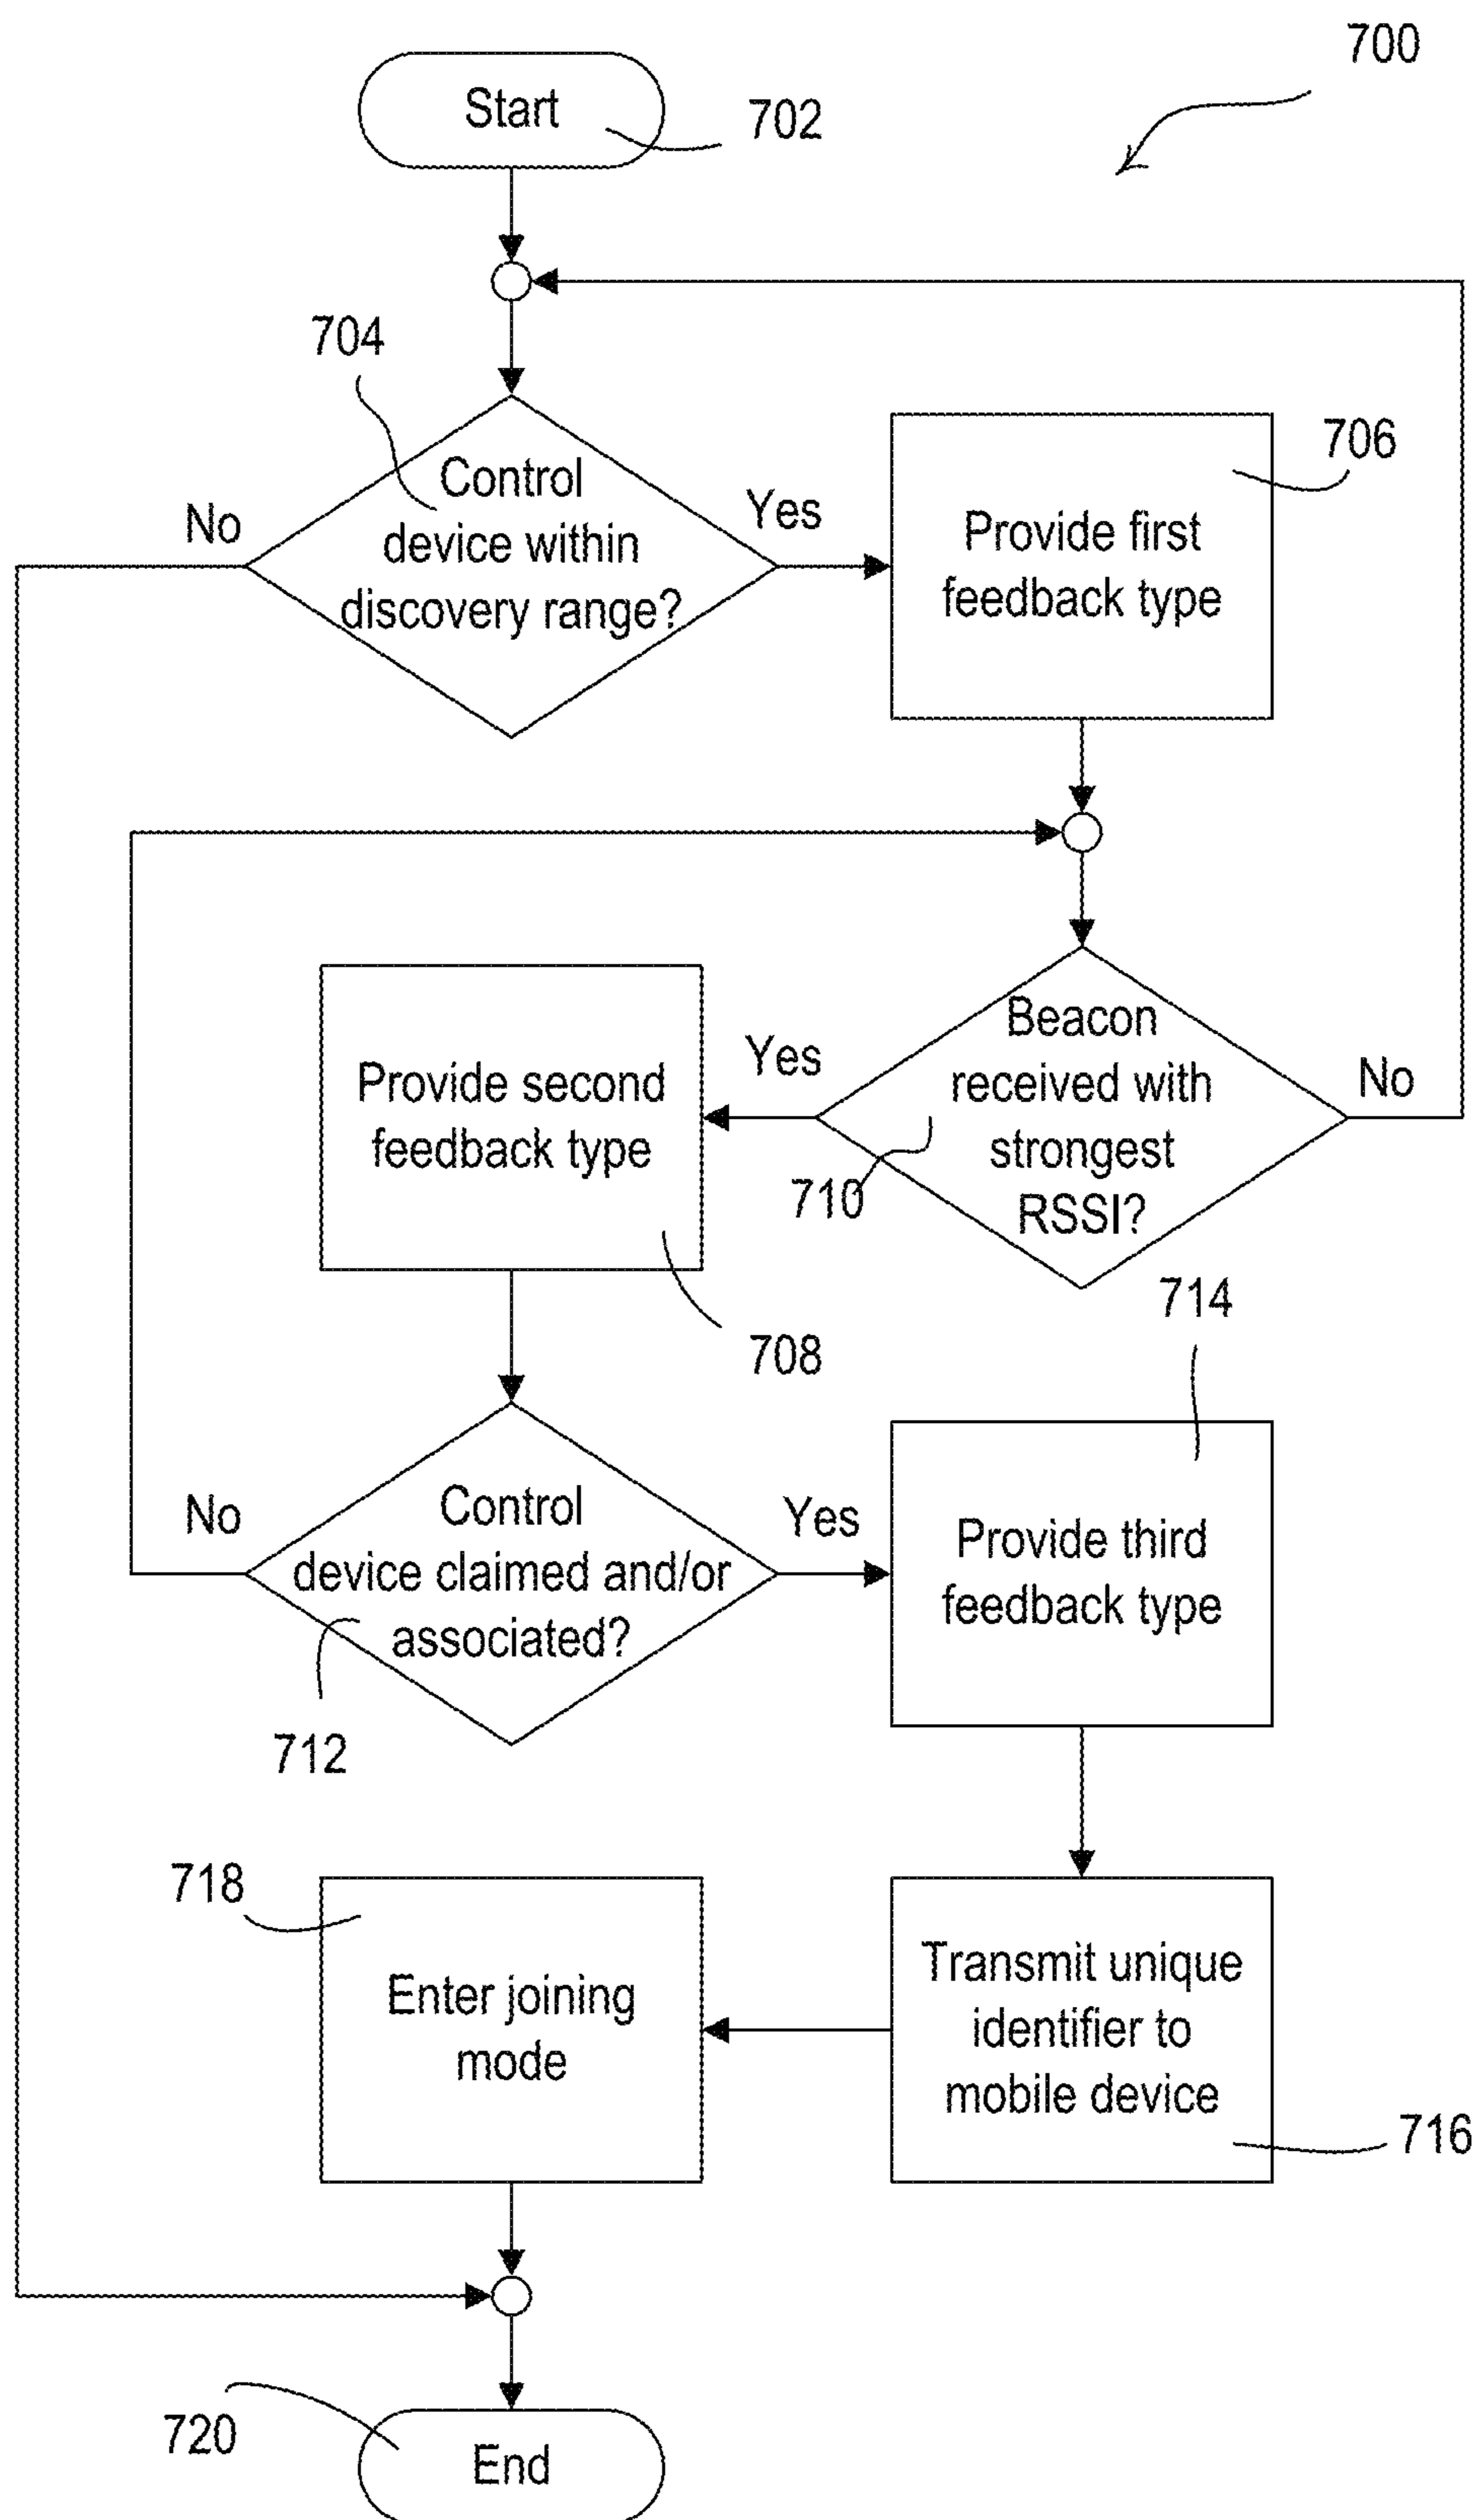 700
Start
702
704
Control
device within
discovery range?
No
Yes
706
Provide first
feedback type
Beacon
received with
strongest
RSSI?
Yes
No
710
Provide second
feedback type
708
714
Control
device claimed and/or
associated?
No
Yes
712
Provide third
feedback type
718
Enter joining
mode
Transmit unique
identifier to
mobile device
716
720
End